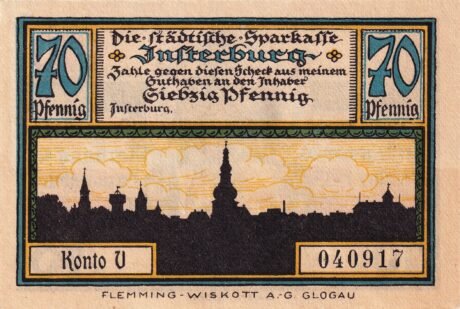 Die städtische Sparkasse
Insterburg
Zahle gegen diesen Scheck aus meinem
Guthaben an den Inhaber
Siebzig Pfennig
Insterburg.
70
Pfennig
70
Pfennig
Konto V
040917
FLEMMING-WISKOTT A.-G. GLOGAU